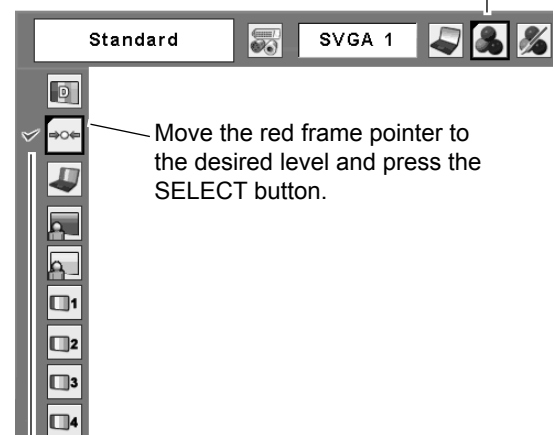 Standard
SVGA 1
D
Move the red frame pointer to
the desired level and press the
SELECT button.
1
2
3
4